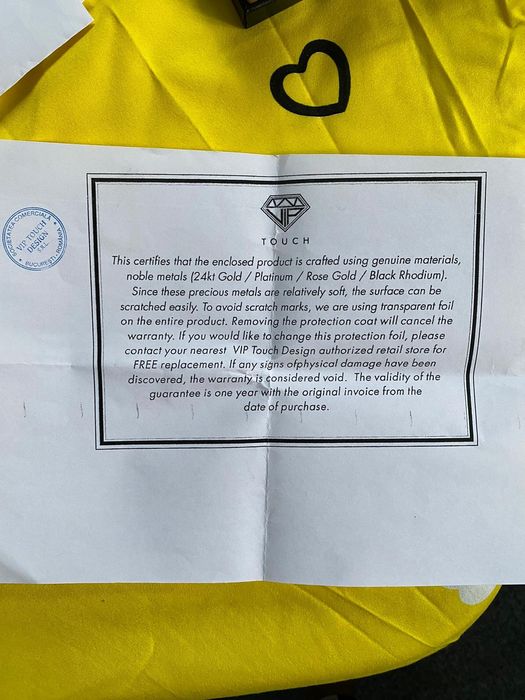 SOCIETATEA COMERCIALĂ
VIP TOUCH
DESIGN
S.R.L.
BUCUREȘTI - ROMÂNIA
VIP
TOUCH
This certifies that the enclosed product is crafted using genuine materials,
noble metals (24kt Gold / Platinum / Rose Gold / Black Rhodium).
Since these precious metals are relatively soft, the surface can be
scratched easily. To avoid scratch marks, we are using transparent foil
on the entire product. Removing the protection coat will cancel the
warranty. If you would like to change this protection foil, please
contact your nearest VIP Touch Design authorized retail store for
FREE replacement. If any signs ofphysical damage have been
discovered, the warranty is considered void. The validity of the
guarantee is one year with the original invoice from the
date of purchase.